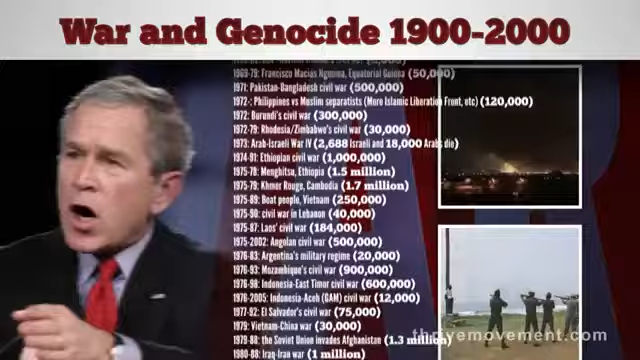 War and Genocide 1900-2000
1969-79: Francisco Macias Nguema, Equatorial Guinea (50,000)
1971: Pakistan-Bangladesh civil war (500,000)
1972-: Philippines vs Muslim separatists (Moro Islamic Liberation Front, etc) (120,000)
1972: Burundi's civil war (300,000)
1972-79: Rhodesia/Zimbabwe's civil war (30,000)
1973: Arab-Israeli War IV (2,688 Israeli and 18,000 Arabs die)
1974-91: Ethiopian civil war (1,000,000)
1975-78: Menghitsu, Ethiopia (1.5 million)
1975-79: Khmer Rouge, Cambodia (1.7 million)
1975-89: Boat people, Vietnam (250,000)
1975-90: civil war in Lebanon (40,000)
1975-87: Laos' civil war (184,000)
1975-2002: Angolan civil war (500,000)
1976-83: Argentina's military regime (20,000)
1976-93: Mozambique's civil war (900,000)
1976-98: Indonesia-East Timor civil war (600,000)
1976-2005: Indonesia-Aceh (GAM) civil war (12,000)
1977-92: El Salvador's civil war (75,000)
1979: Vietnam-China war (30,000)
1979-88: the Soviet Union invades Afghanistan (1.3 million)
thrivemovement.com
1980-88: Iraq-Iran war (1 million)